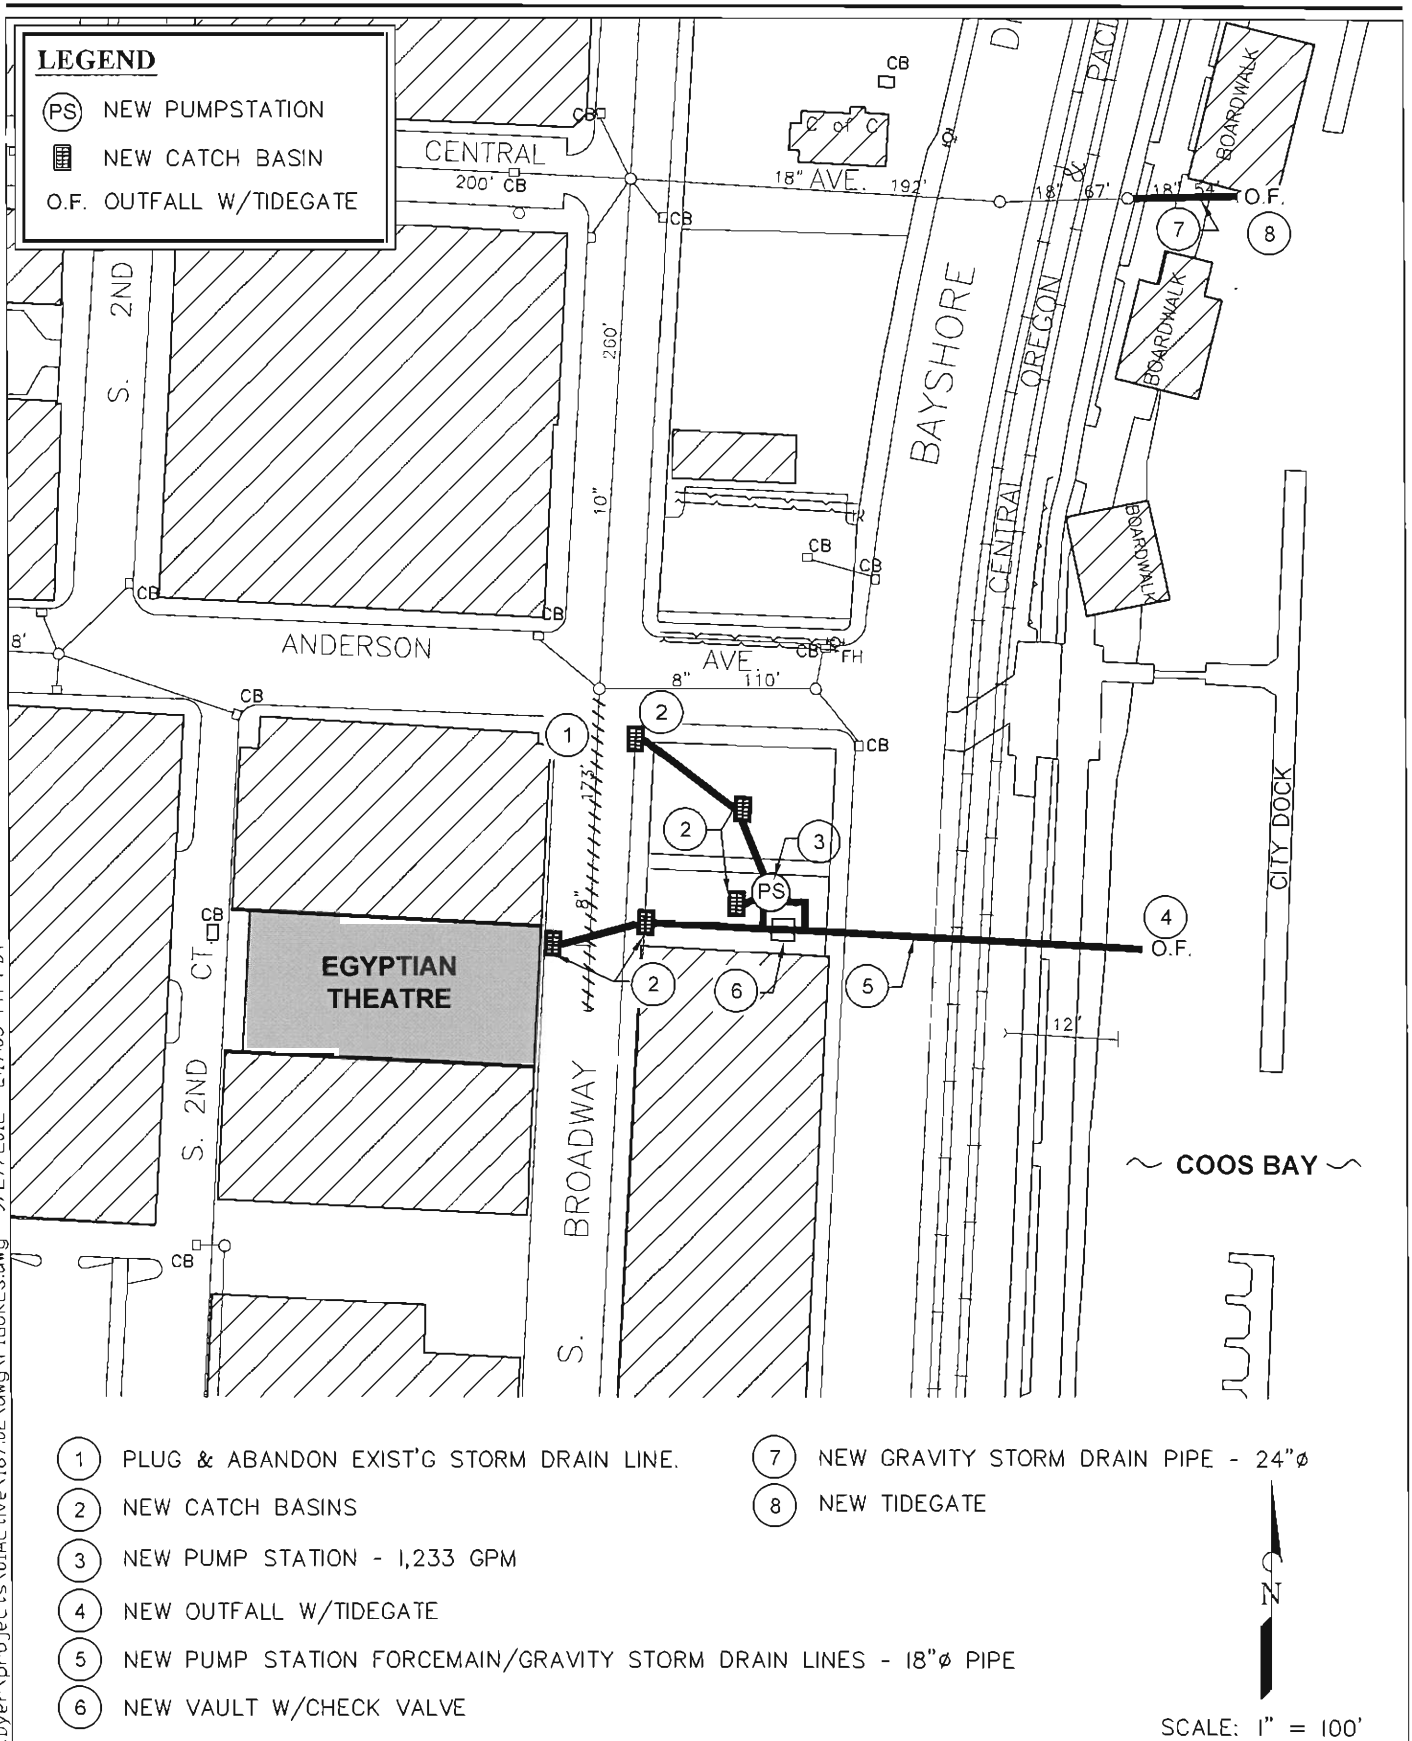 LEGEND
PS NEW PUMPSTATION
NEW CATCH BASIN
O.F. OUTFALL W/TIDEGATE
CB
CB
C of C
CENTRAL
200' CB
18" AVE. 192'
18" 67'
18" 54'
O.F.
CB
7
8
BOARDWALK
BOARDWALK
BOARDWALK
S. 2ND
260'
10"
BAYSHORE
CENTRAL OREGON & PACI
CB
CB
CB
CB
ANDERSON
AVE.
CB
FH
8'
8" 110'
CB
1
2
CB
173'
8"
2
3
PS
CITY DOCK
CB
S. 2ND CT.
EGYPTIAN
THEATRE
2
6
5
4
O.F.
12'
S. BROADWAY
COOS BAY
CB
1 PLUG & ABANDON EXIST'G STORM DRAIN LINE.
2 NEW CATCH BASINS
3 NEW PUMP STATION - 1,233 GPM
4 NEW OUTFALL W/TIDEGATE
5 NEW PUMP STATION FORCEMAIN/GRAVITY STORM DRAIN LINES - 18"ø PIPE
6 NEW VAULT W/CHECK VALVE
7 NEW GRAVITY STORM DRAIN PIPE - 24"ø
8 NEW TIDEGATE
N
SCALE: 1" = 100'